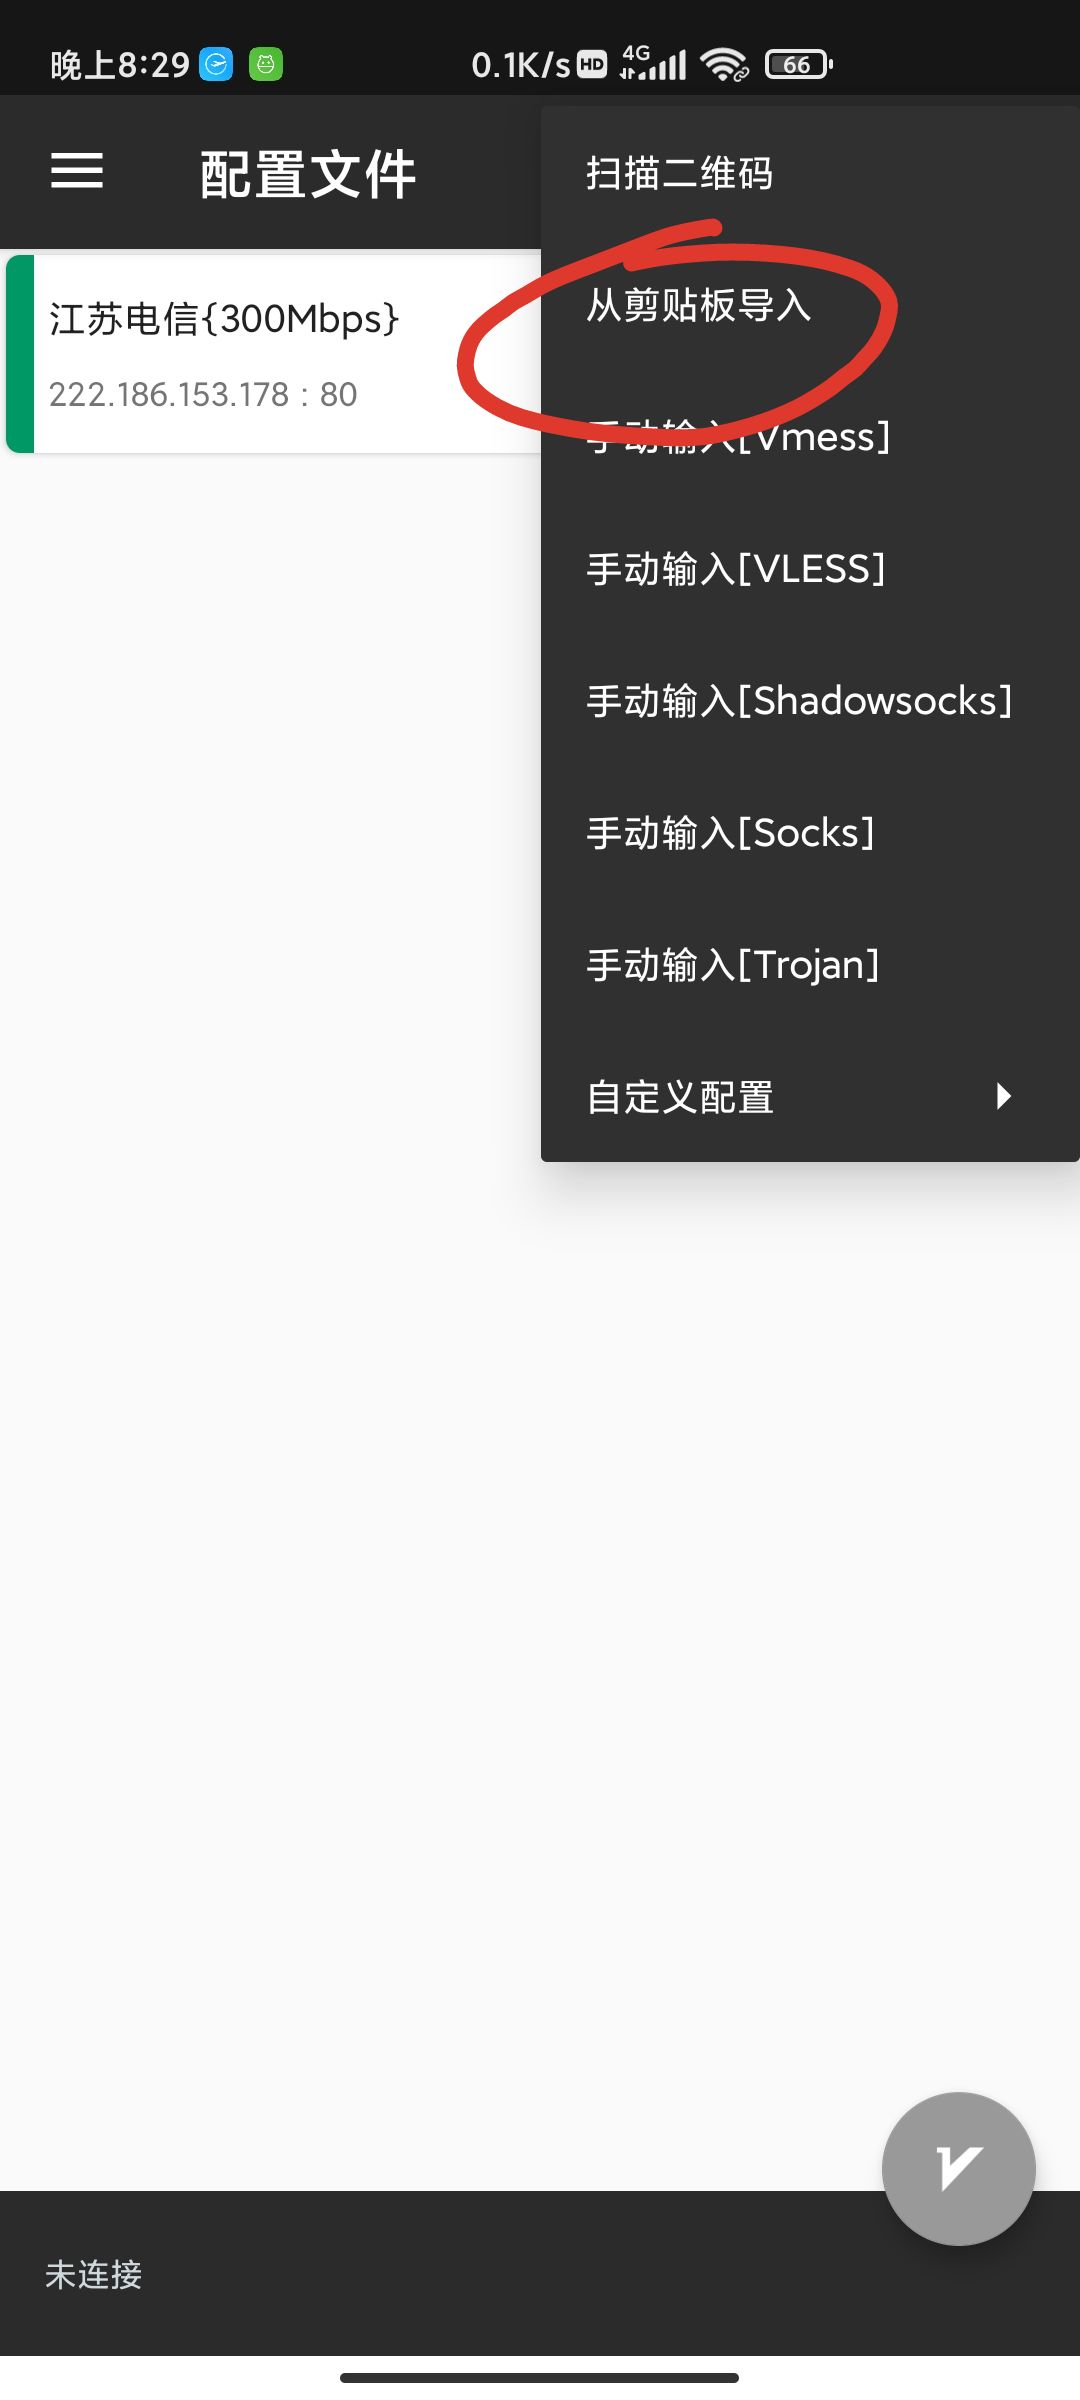 晚上8:29 0.1K/s HD 4G 66
配置文件
扫描二维码
从剪贴板导入
江苏电信{300Mbps}
222.186.153.178 : 80
手动输入[Vmess]
手动输入[VLESS]
手动输入[Shadowsocks]
手动输入[Socks]
手动输入[Trojan]
自定义配置
未连接